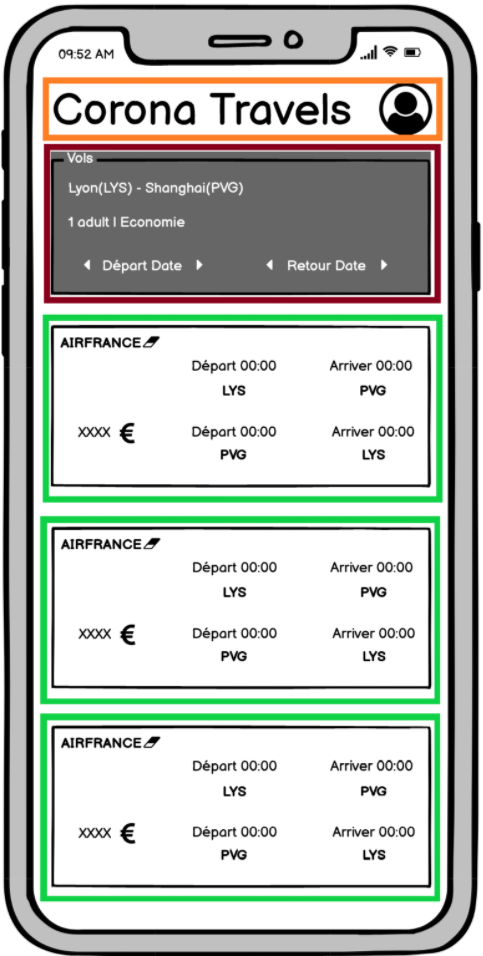 09:52 AM
Corona Travels
Vols
Lyon(LYS) - Shanghai(PVG)
1 adult | Economie
Départ Date Retour Date
AIRFRANCE
Départ 00:00 Arriver 00:00
LYS PVG
XXXX € Départ 00:00 Arriver 00:00
PVG LYS
AIRFRANCE
Départ 00:00 Arriver 00:00
LYS PVG
XXXX € Départ 00:00 Arriver 00:00
PVG LYS
AIRFRANCE
Départ 00:00 Arriver 00:00
LYS PVG
XXXX € Départ 00:00 Arriver 00:00
PVG LYS